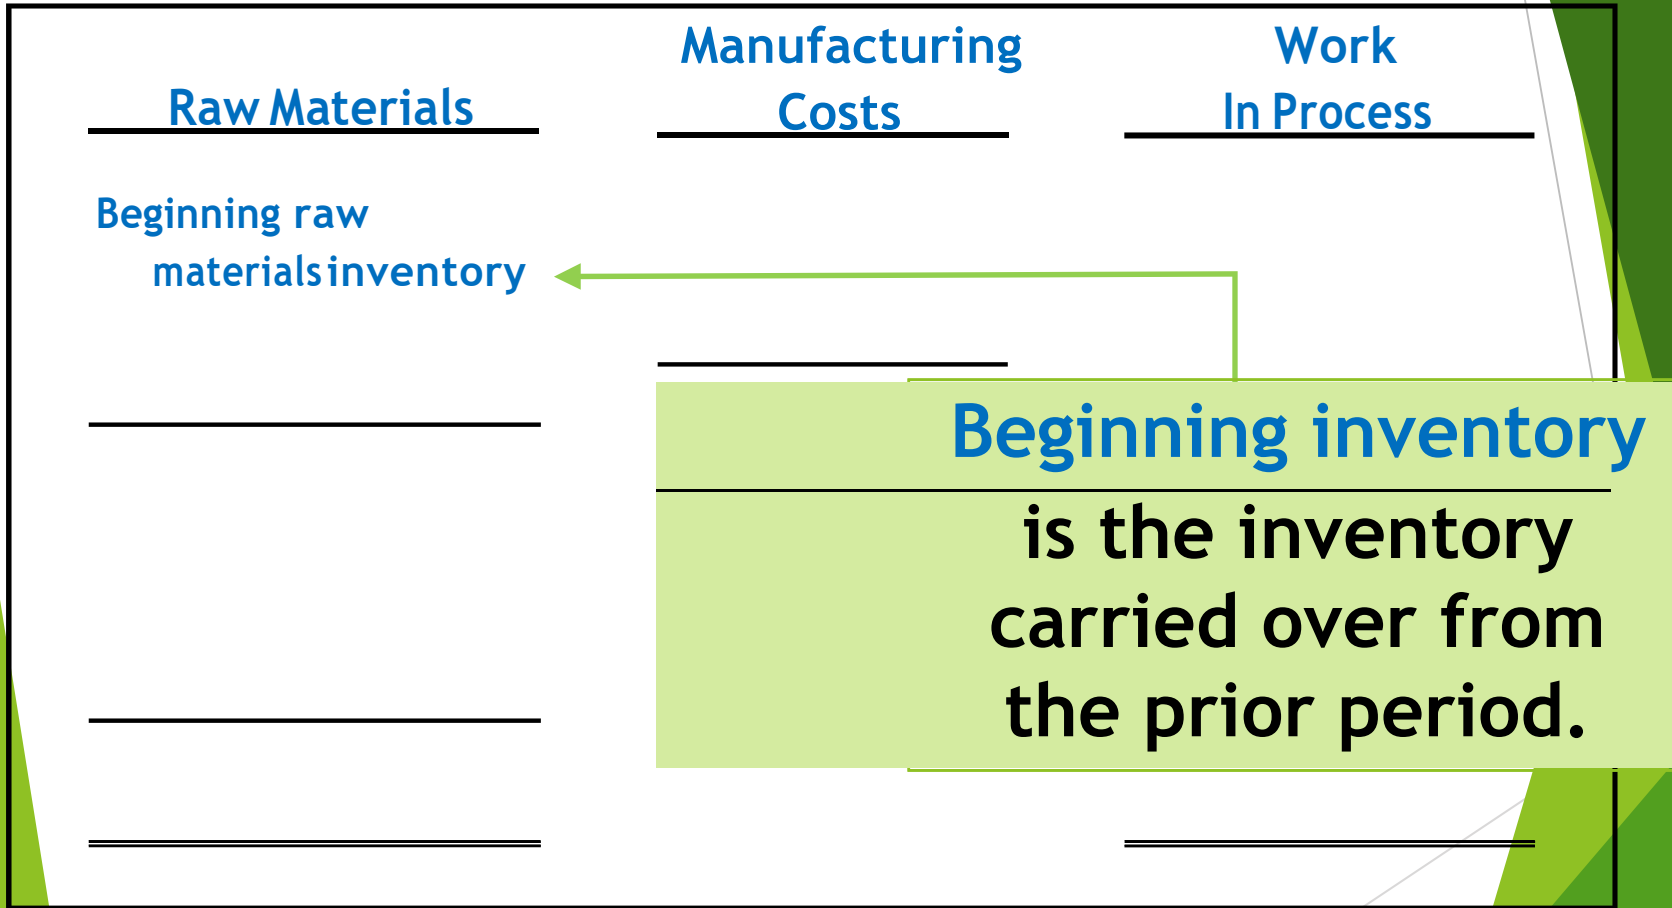 Raw Materials
Manufacturing
Costs
Work
In Process
Beginning raw
materials inventory
Beginning inventory
is the inventory
carried over from
the prior period.